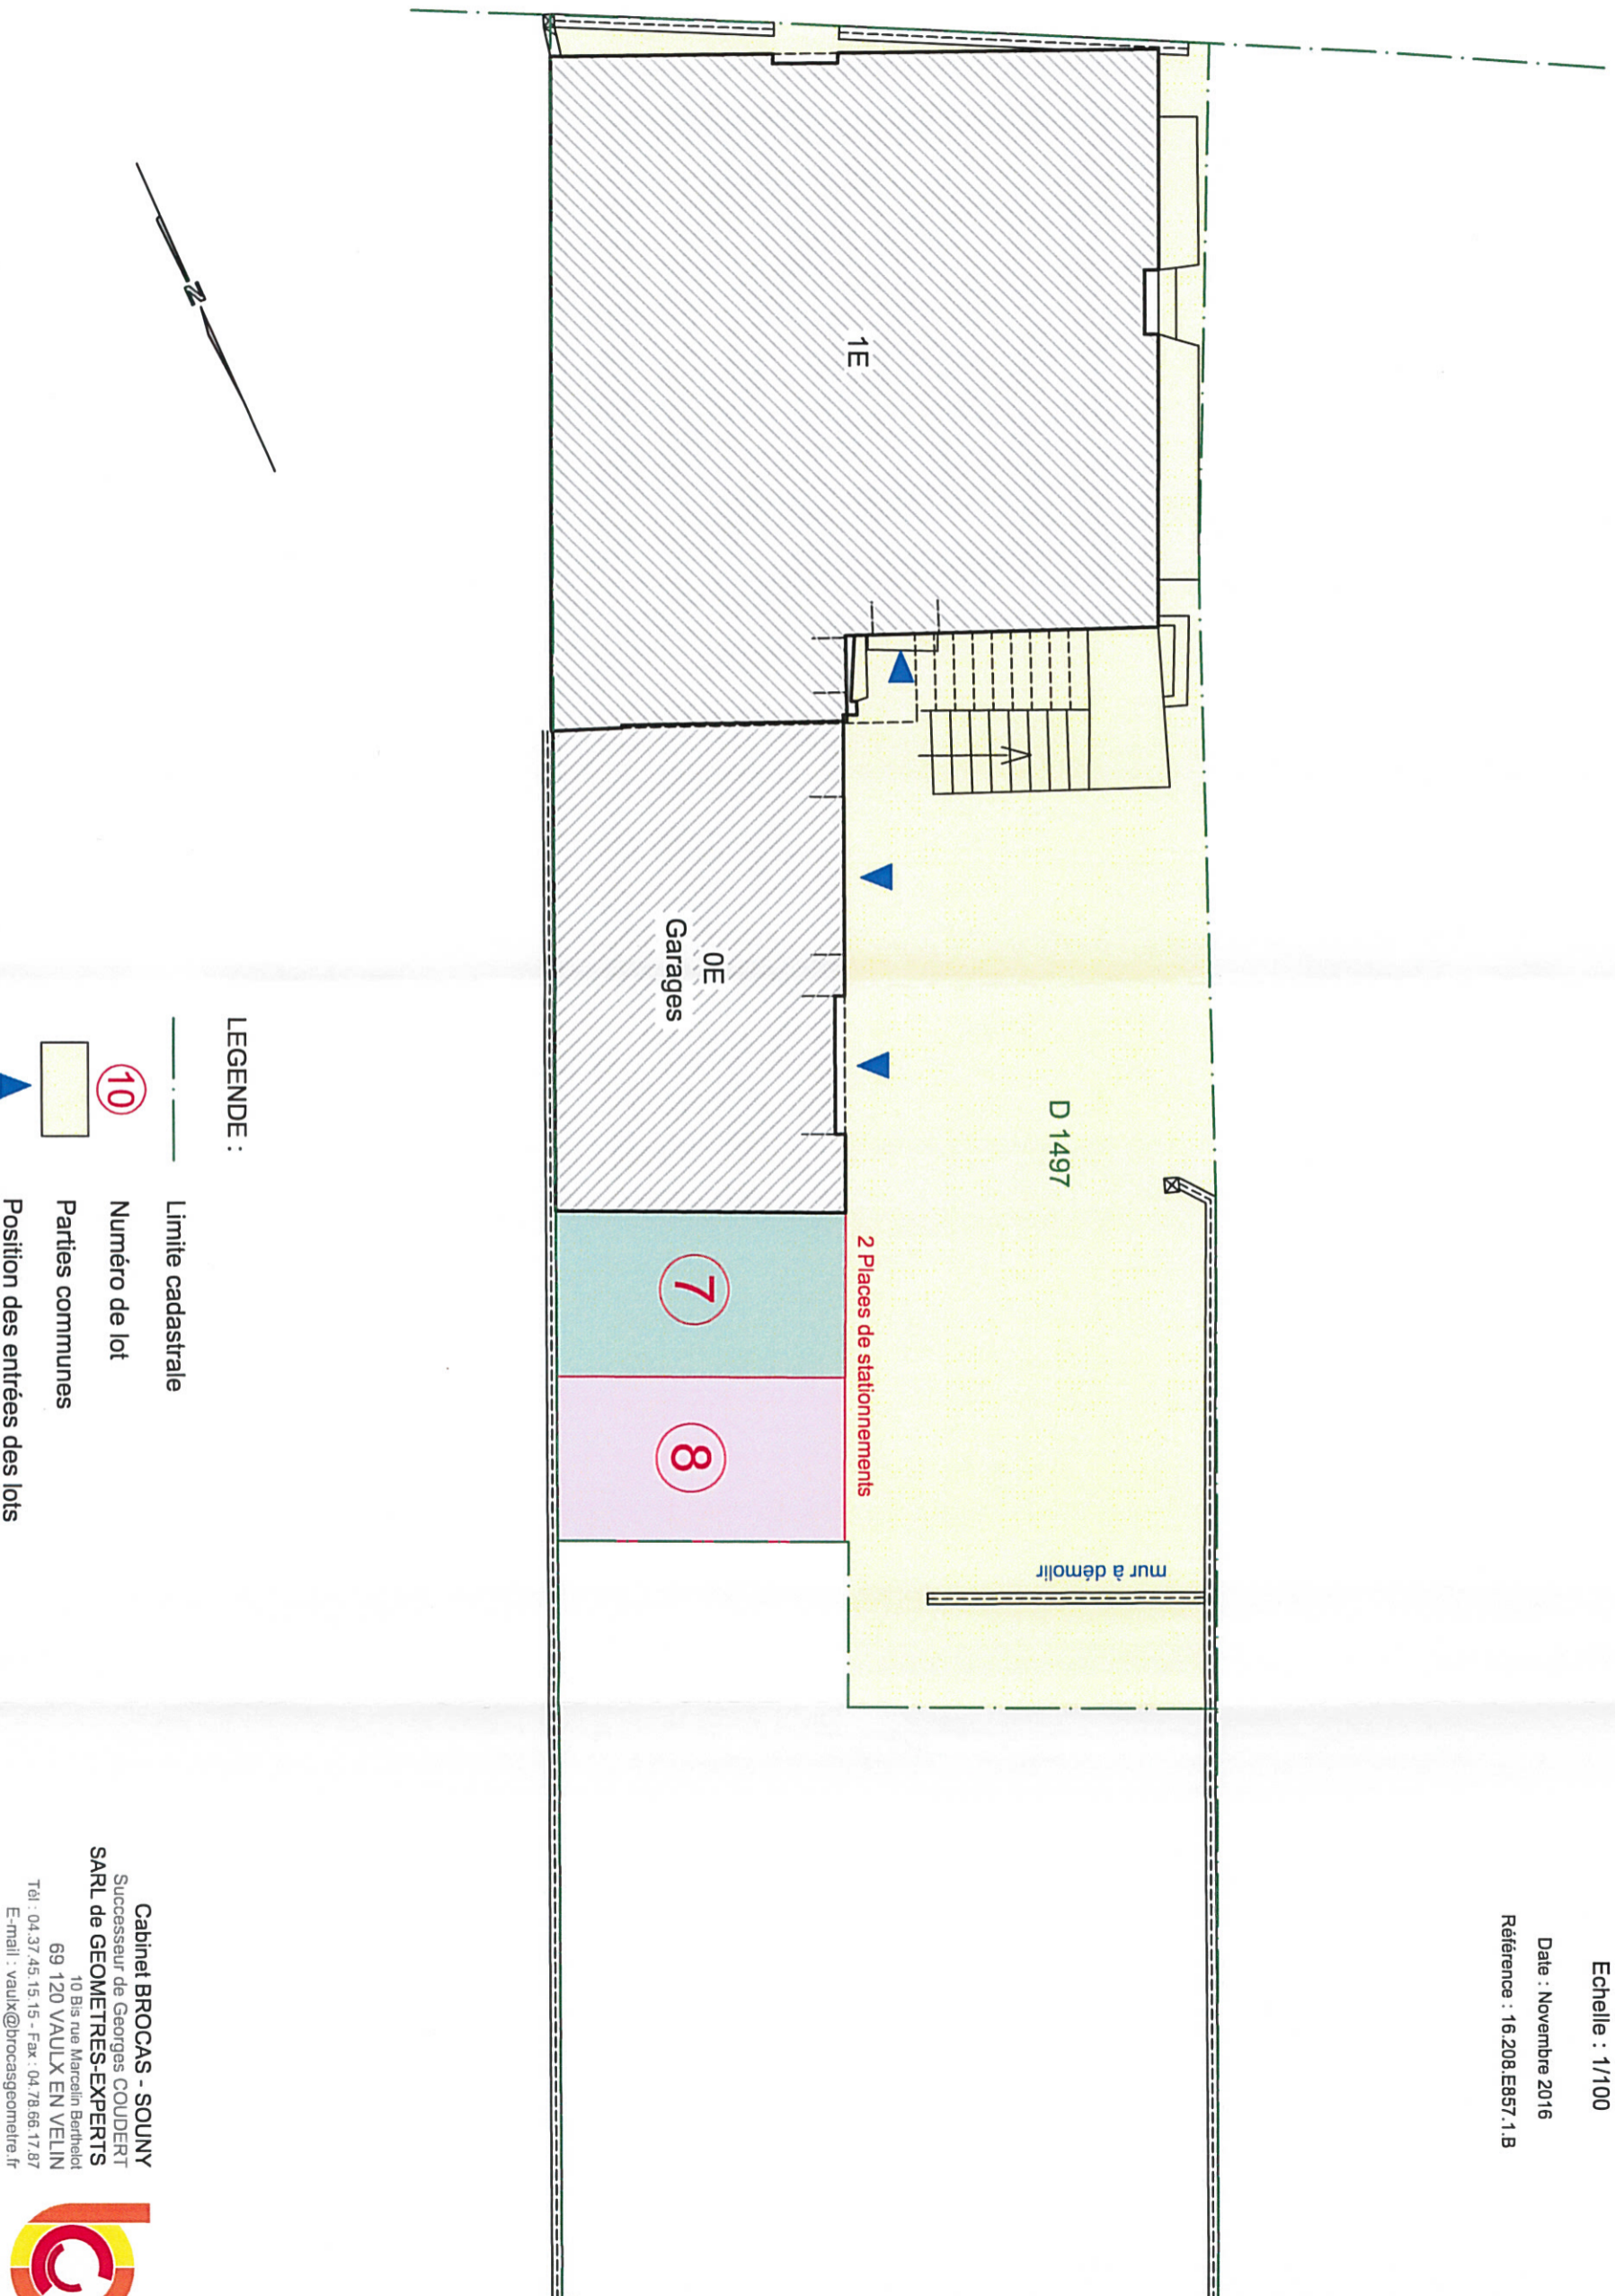 Echelle : 1/100
Date : Novembre 2016
Référence : 16.208.E857.1.B
1E
0E
Garages
D 1497
2 Places de stationnements
7
8
mur à démolir
N
LEGENDE :
Limite cadastrale
10
Numéro de lot
Parties communes
Position des entrées des lots
Cabinet BROCAS - SOUNY
Successeur de Georges COUDERT
SARL de GEOMETRES-EXPERTS
10 Bis rue Marcelin Berthelot
69 120 VAULX EN VELIN
Tél : 04.37.45.15.15 - Fax : 04.78.66.17.87
E-mail : vaulx@brocasgeometre.fr